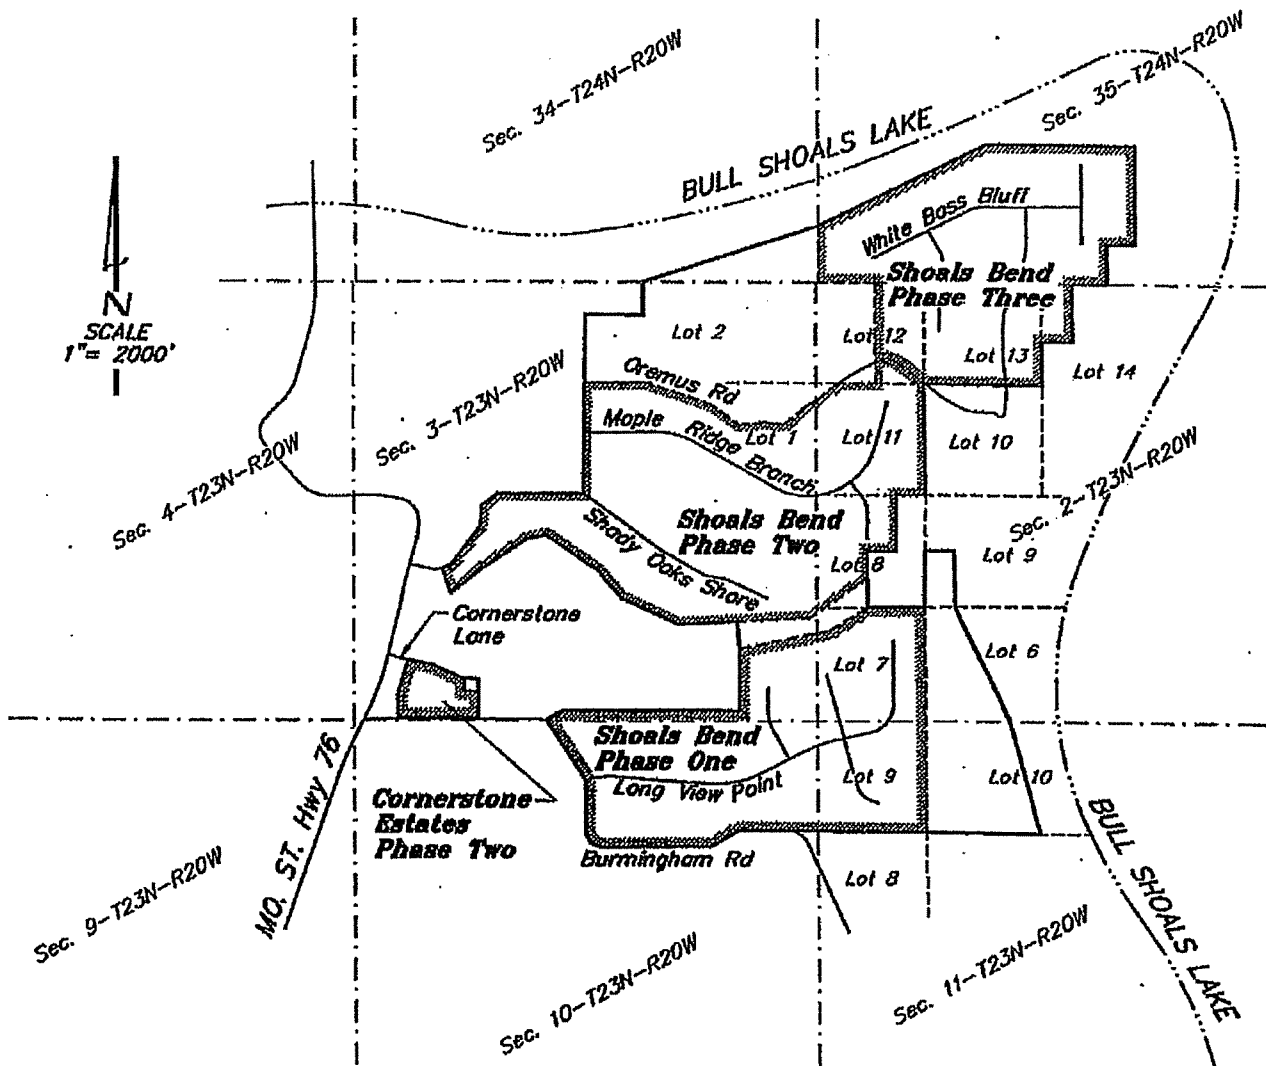 Sec. 34-T24N-R20W
Sec. 35-T24N-R20W
BULL SHOALS LAKE
White Bass Bluff
Shoals Bend
Phase Three
N
SCALE
1"= 2000'
Lot 2
Lot 12
Lot 13
Lot 14
Oremus Rd
Sec. 3-T23N-R20W
Maple Ridge Branch
Lot 1
Lot 11
Lot 10
Sec. 4-T23N-R20W
Sec. 2-T23N-R20W
Shoals Bend
Phase Two
Shady Oaks Shore
Lot 8
Lot 9
Cornerstone
Lane
Lot 7
Lot 6
Shoals Bend
Phase One
Long View Point
Lot 9
Lot 10
MO. ST. Hwy 76
Cornerstone
Estates
Phase Two
Burmingham Rd
Lot 8
BULL SHOALS LAKE
Sec. 9-T23N-R20W
Sec. 10-T23N-R20W
Sec. 11-T23N-R20W